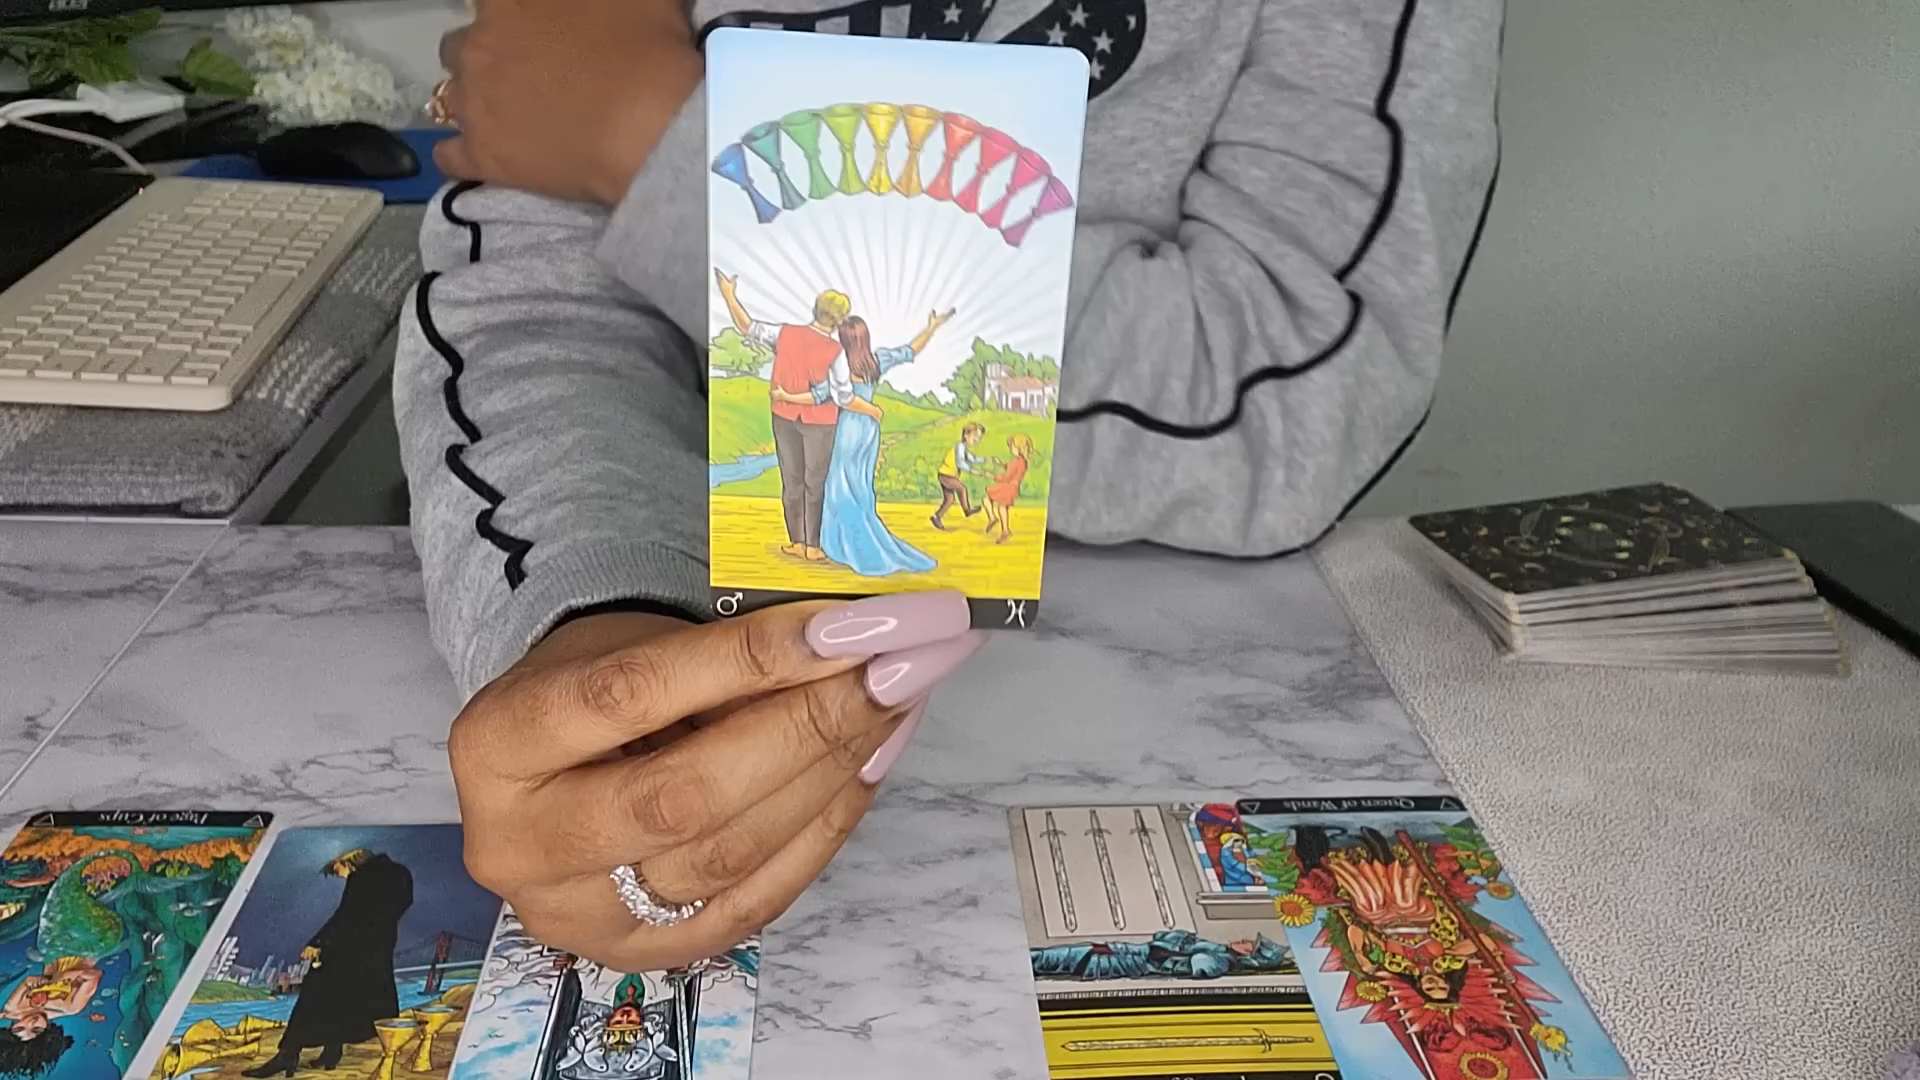 Page of Cups
Queen of Wands